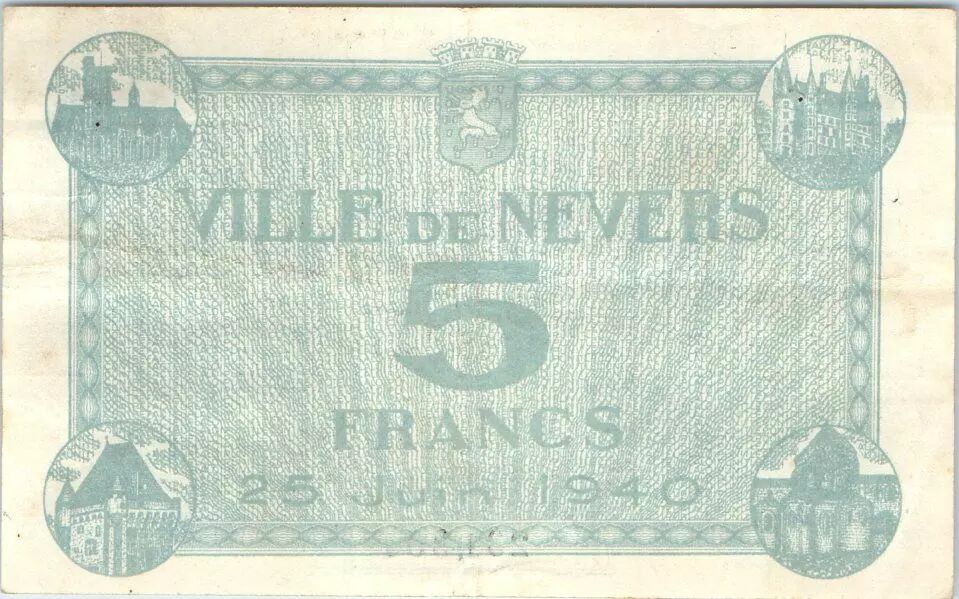 VILLE DE NEVERS
5
FRANCS
25 Juin 1940